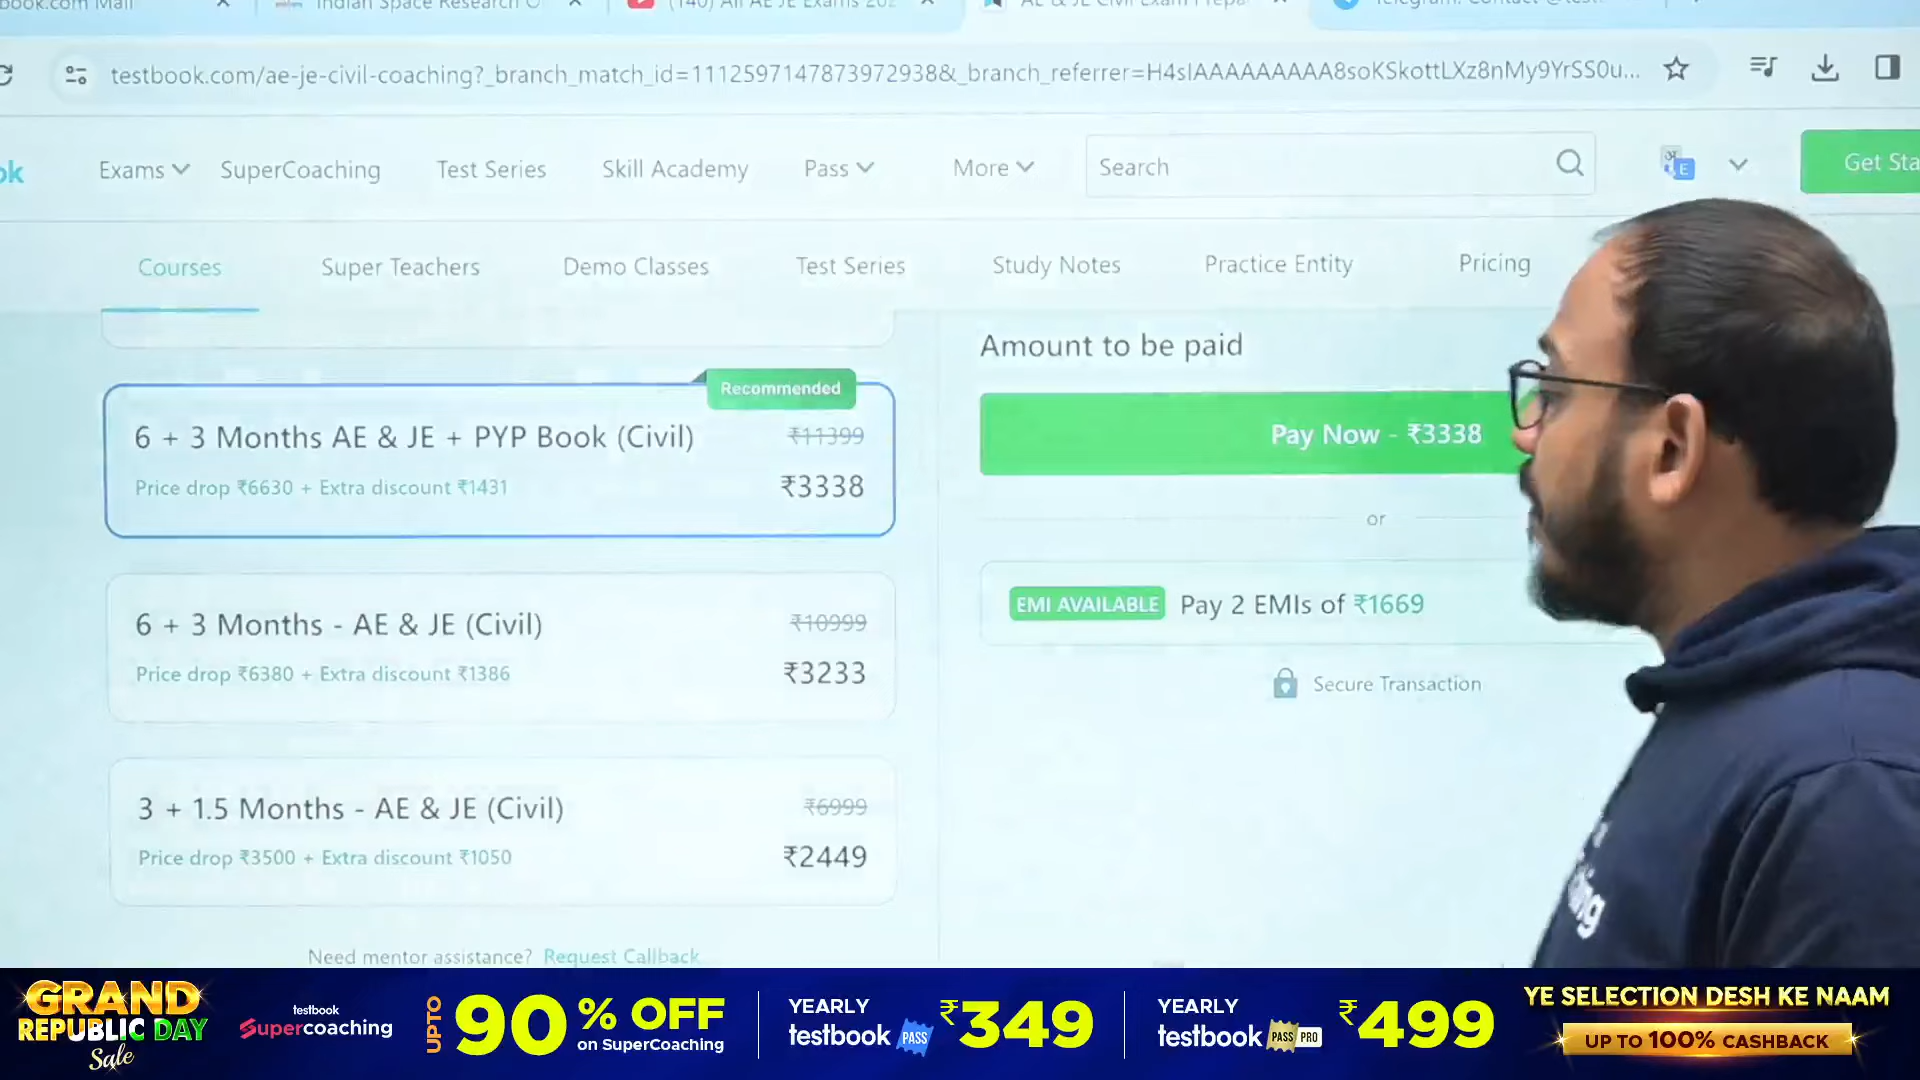 testbook.com/ae-je-civil-coaching?_branch_match_id=1112597147873972938&_branch_referrer=H4sIAAAAAAAAA8soKSkottLXz8nMy9YrSS0u...
Exams SuperCoaching Test Series Skill Academy Pass More Search Get Sta
Courses Super Teachers Demo Classes Test Series Study Notes Practice Entity Pricing
Recommended
6 + 3 Months AE & JE + PYP Book (Civil) ₹11399
Price drop ₹6630 + Extra discount ₹1431 ₹3338
6 + 3 Months - AE & JE (Civil) ₹10999
Price drop ₹6380 + Extra discount ₹1386 ₹3233
3 + 1.5 Months - AE & JE (Civil) ₹6999
Price drop ₹3500 + Extra discount ₹1050 ₹2449
Need mentor assistance? Request Callback
Amount to be paid
Pay Now - ₹3338
or
EMI AVAILABLE Pay 2 EMIs of ₹1669
Secure Transaction
GRAND
REPUBLIC DAY
Sale
testbook
Supercoaching
UPTO 90% OFF
on SuperCoaching
YEARLY
testbook PASS ₹349
YEARLY
testbook PASS PRO ₹499
YE SELECTION DESH KE NAAM
UP TO 100% CASHBACK